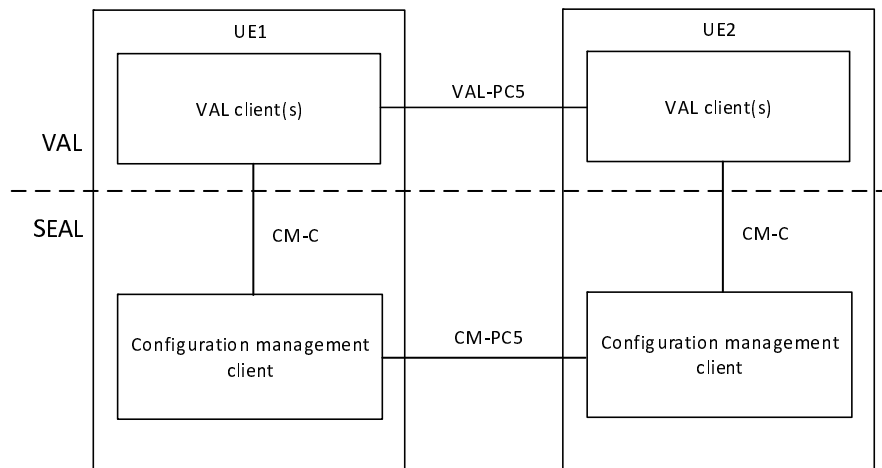 UE1
UE2
VAL client(s)
VAL-PC5
VAL client(s)
VAL
SEAL
CM-C
CM-C
Configuration management
client
CM-PC5
Configuration management
client